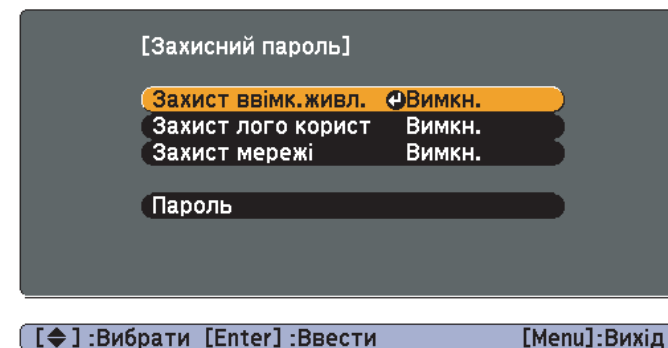 [Захисний пароль]
Захист ввімк.живл. Вимкн.
Захист лого корист Вимкн.
Захист мережі Вимкн.
Пароль
[◆] :Вибрати [Enter] :Ввести [Menu]:Вихід